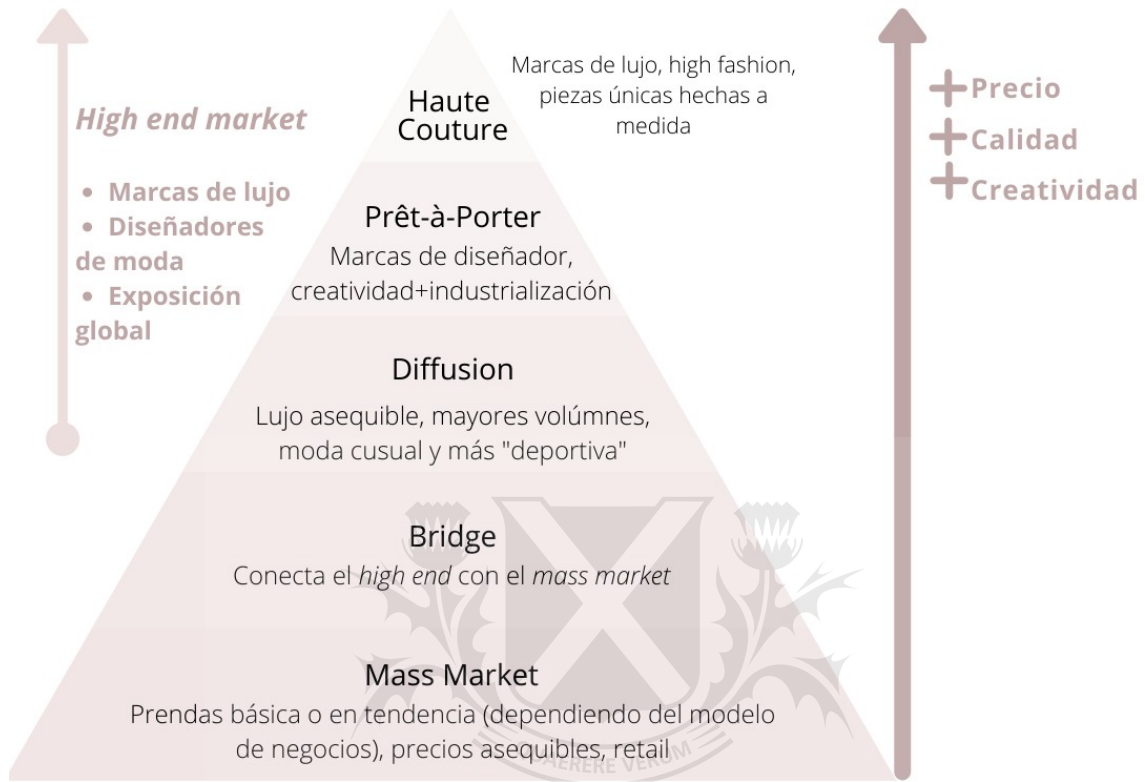 Marcas de lujo, high fashion,
piezas únicas hechas a
medida
Haute
Couture
High end market
• Marcas de lujo
• Diseñadores
de moda
• Exposición
global
+Precio
+Calidad
+Creatividad
Prêt-à-Porter
Marcas de diseñador,
creatividad+industrialización
Diffusion
Lujo asequible, mayores volúmnes,
moda cusual y más "deportiva"
Bridge
Conecta el high end con el mass market
Mass Market
Prendas básica o en tendencia (dependiendo del modelo
de negocios), precios asequibles, retail
QUAERERE VERUM